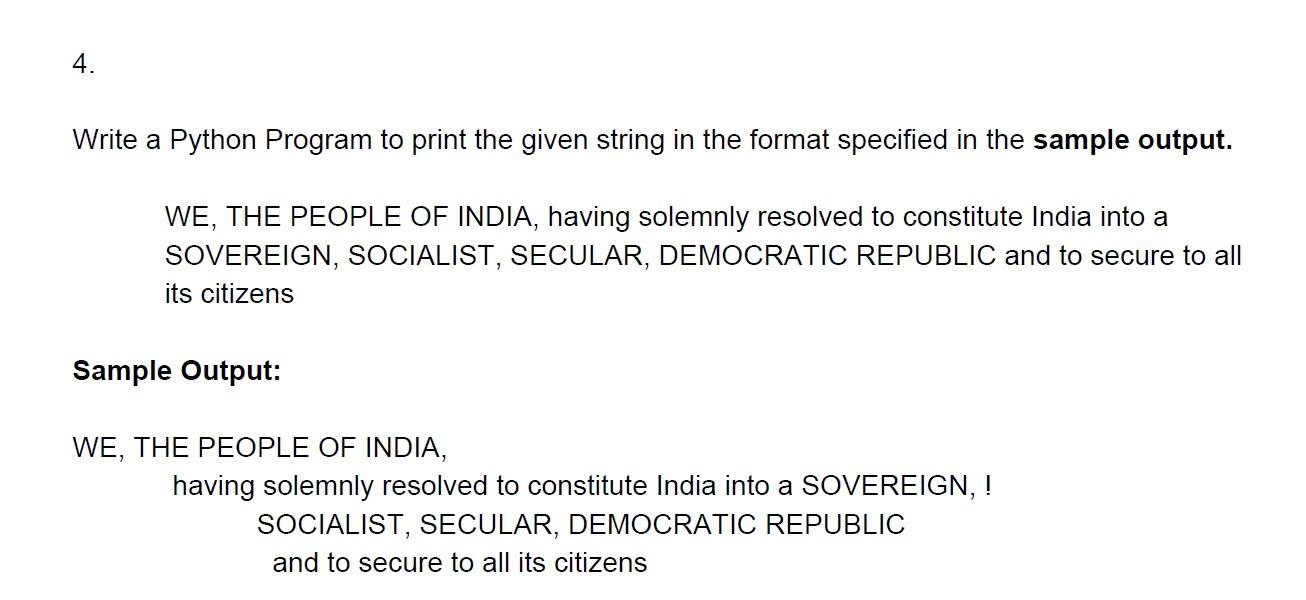 4.
Write a Python Program to print the given string in the format specified in the sample output.
WE, THE PEOPLE OF INDIA, having solemnly resolved to constitute India into a
SOVEREIGN, SOCIALIST, SECULAR, DEMOCRATIC REPUBLIC and to secure to all
its citizens
Sample Output:
WE, THE PEOPLE OF INDIA,
having solemnly resolved to constitute India into a SOVEREIGN, !
SOCIALIST, SECULAR, DEMOCRATIC REPUBLIC
and to secure to all its citizens